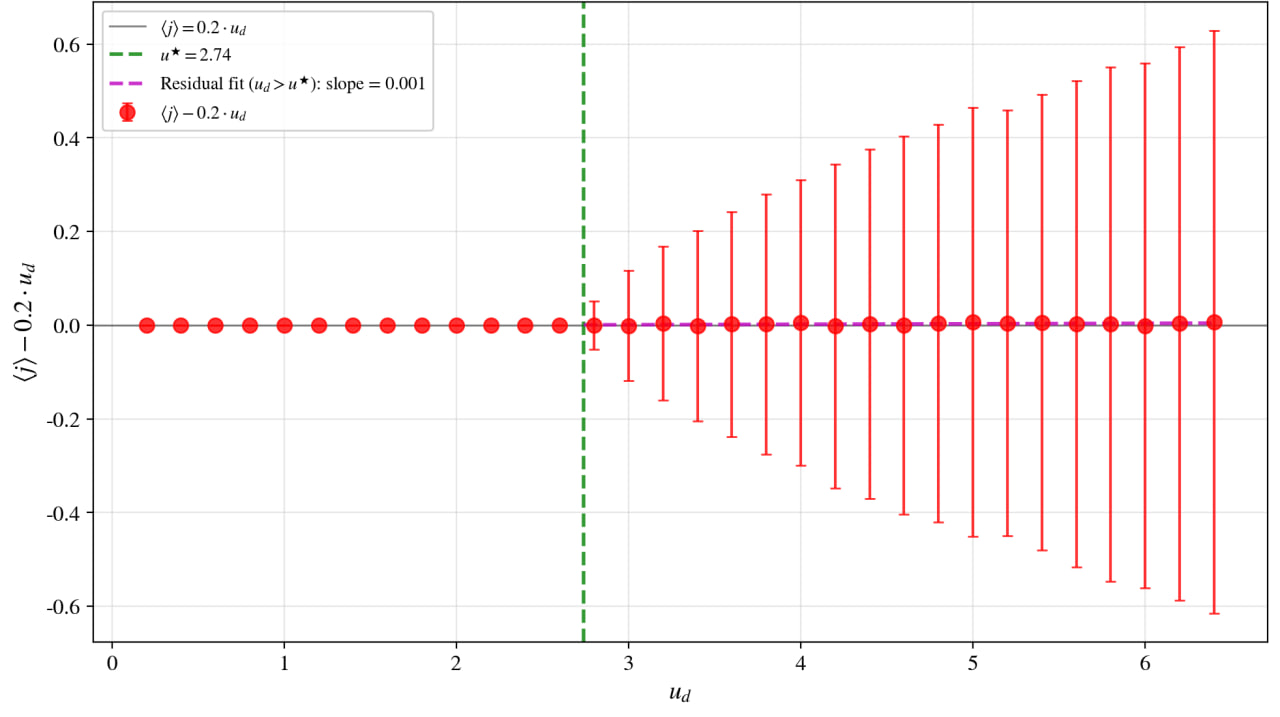 ⟨j⟩ = 0.2 · u_d
u★ = 2.74
Residual fit (u_d > u★): slope = 0.001
⟨j⟩ − 0.2 · u_d
0.6
0.4
0.2
0.0
-0.2
-0.4
-0.6
⟨j⟩ − 0.2 · u_d
0 1 2 3 4 5 6
u_d